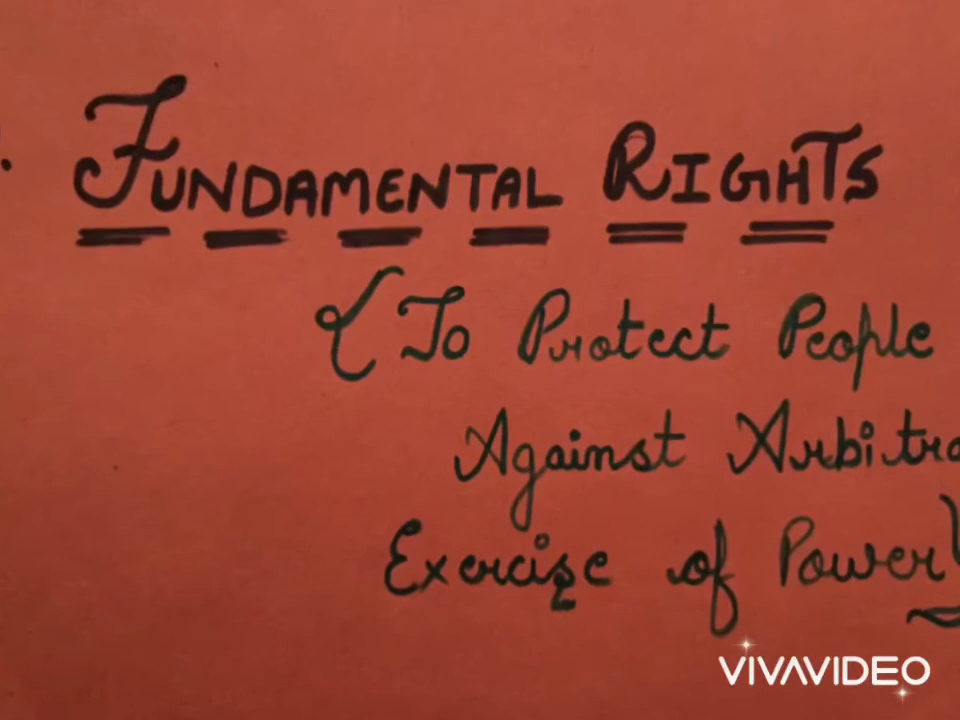 FUNDAMENTAL RIGHTS
{ To Protect People
Against Arbitra
Exercise of Power}
VIVAVIDEO